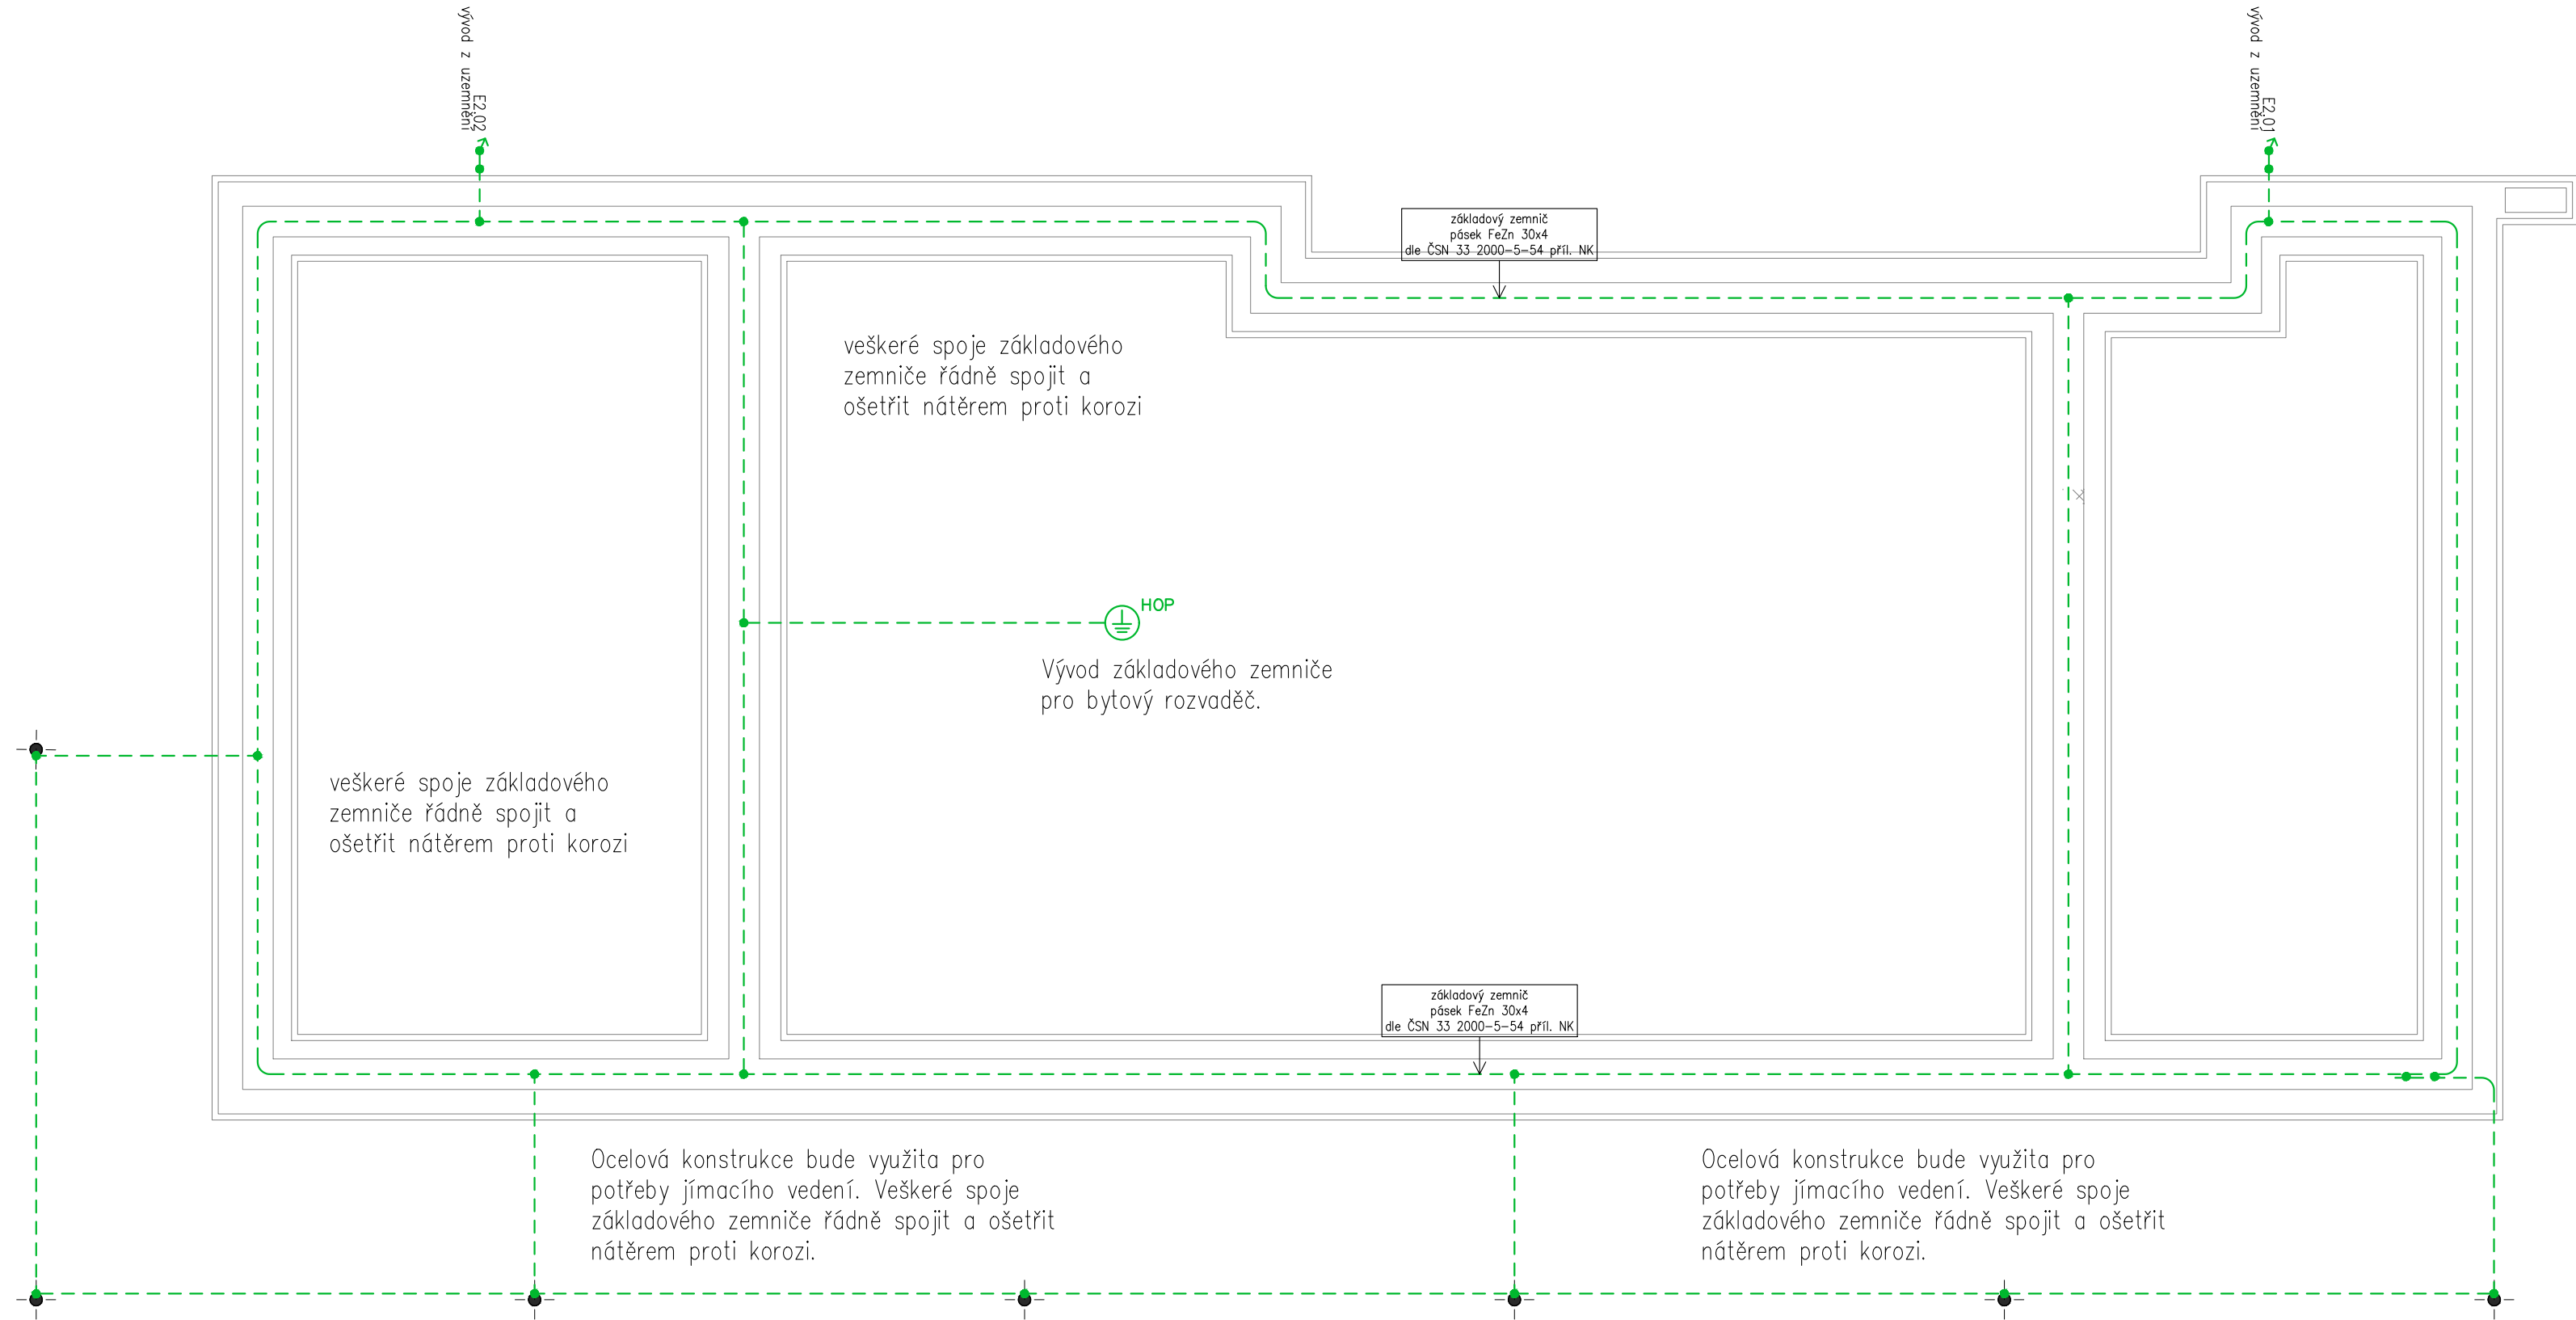 vývod z uzemnění
E2.02
vývod z uzemnění
E2.01
základový zemnič
pásek FeZn 30x4
dle ČSN 33 2000-5-54 příl. NK
veškeré spoje základového
zemniče řádně spojit a
ošetřit nátěrem proti korozi
HOP
Vývod základového zemniče
pro bytový rozvaděč.
veškeré spoje základového
zemniče řádně spojit a
ošetřit nátěrem proti korozi
základový zemnič
pásek FeZn 30x4
dle ČSN 33 2000-5-54 příl. NK
Ocelová konstrukce bude využita pro
potřeby jímacího vedení. Veškeré spoje
základového zemniče řádně spojit a ošetřit
nátěrem proti korozi.
Ocelová konstrukce bude využita pro
potřeby jímacího vedení. Veškeré spoje
základového zemniče řádně spojit a ošetřit
nátěrem proti korozi.